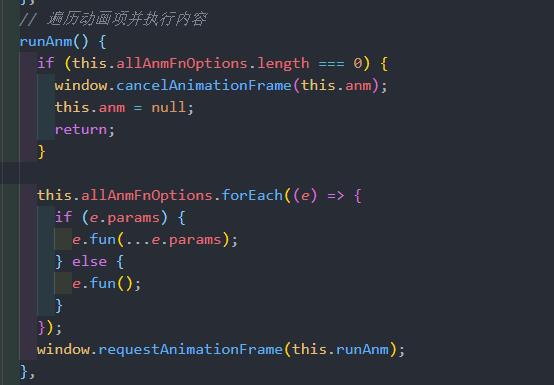 },
// 遍历动画项并执行内容
runAnm() {
if (this.allAnmFnOptions.length === 0) {
window.cancelAnimationFrame(this.anm);
this.anm = null;
return;
}
this.allAnmFnOptions.forEach((e) => {
if (e.params) {
e.fun(...e.params);
} else {
e.fun();
}
});
window.requestAnimationFrame(this.runAnm);
},